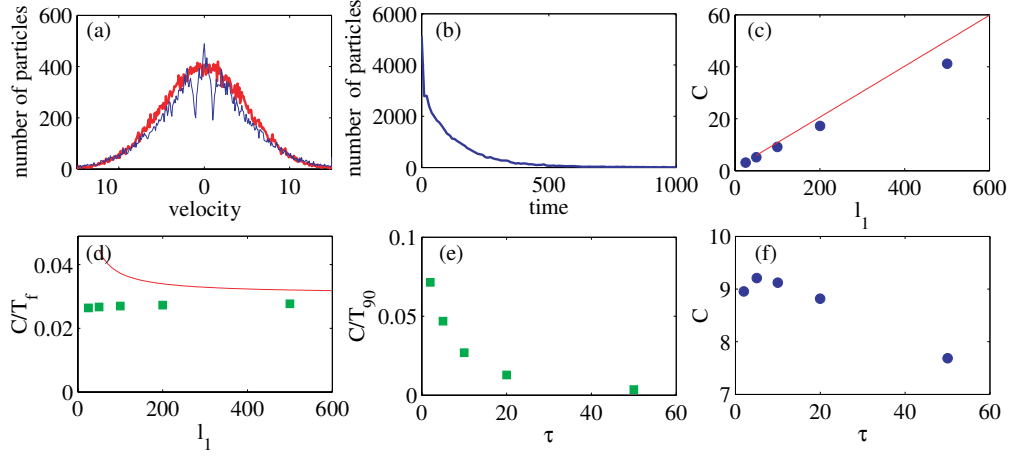 (a)
number of particles
600
400
200
0
10
0
10
velocity
(b)
number of particles
6000
4000
2000
0
0
500
1000
time
(c)
C
60
40
20
0
0
200
400
600
l1
(d)
C/Tf
0.04
0.02
0
0
200
400
600
l1
(e)
C/T90
0.1
0.05
0
0
20
40
60
τ
(f)
C
10
9
8
7
0
20
40
60
τ